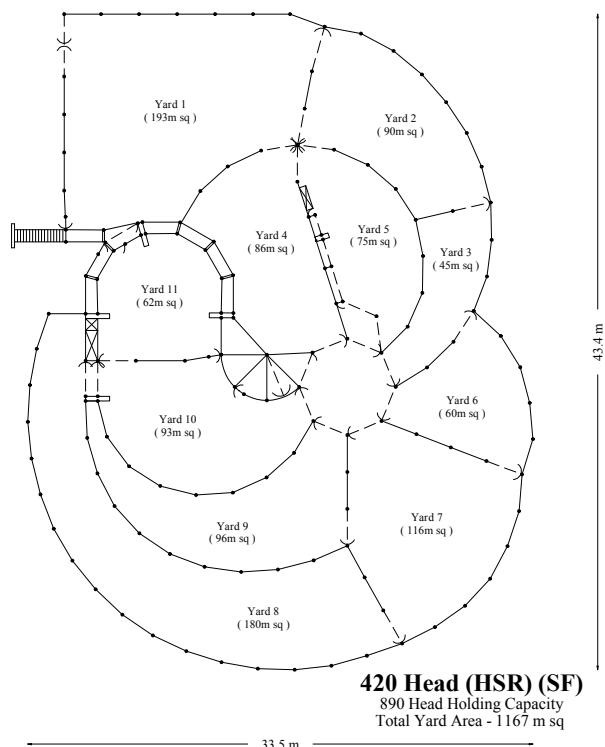 Yard 1
( 193m sq )
Yard 2
( 90m sq )
Yard 4
( 86m sq )
Yard 5
( 75m sq )
Yard 3
( 45m sq )
Yard 11
( 62m sq )
43.4 m
Yard 6
( 60m sq )
Yard 10
( 93m sq )
Yard 7
( 116m sq )
Yard 9
( 96m sq )
Yard 8
( 180m sq )
420 Head (HSR) (SF)
890 Head Holding Capacity
Total Yard Area - 1167 m sq
33.5 m